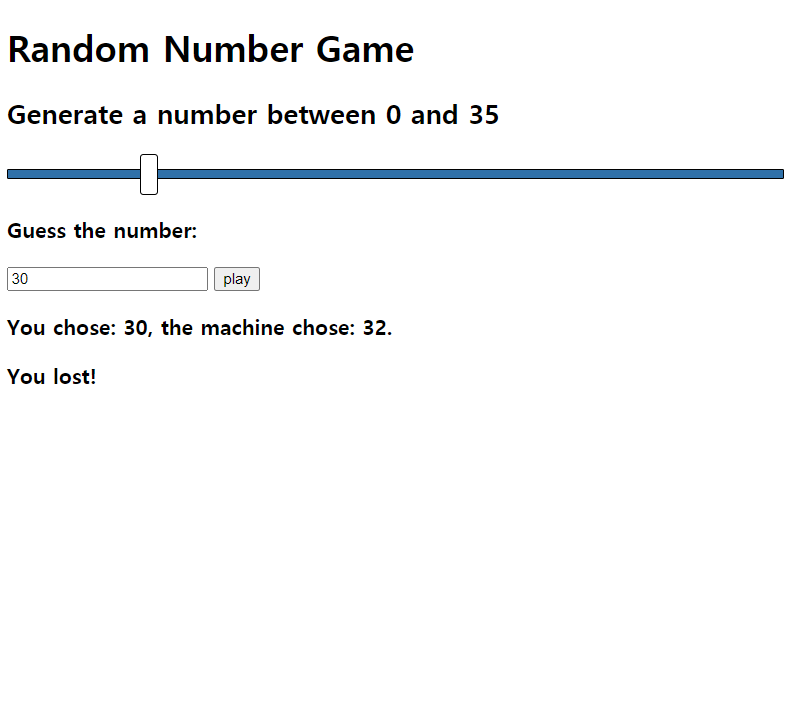 Random Number Game
Generate a number between 0 and 35
Guess the number:
30 play
You chose: 30, the machine chose: 32.
You lost!